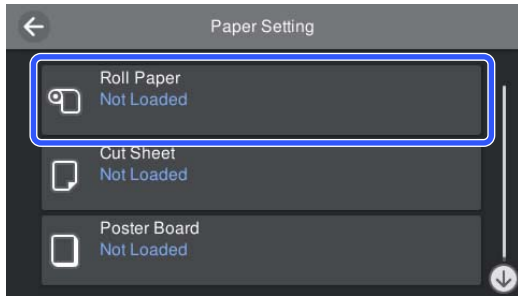 Paper Setting
Roll Paper
Not Loaded
Cut Sheet
Not Loaded
Poster Board
Not Loaded